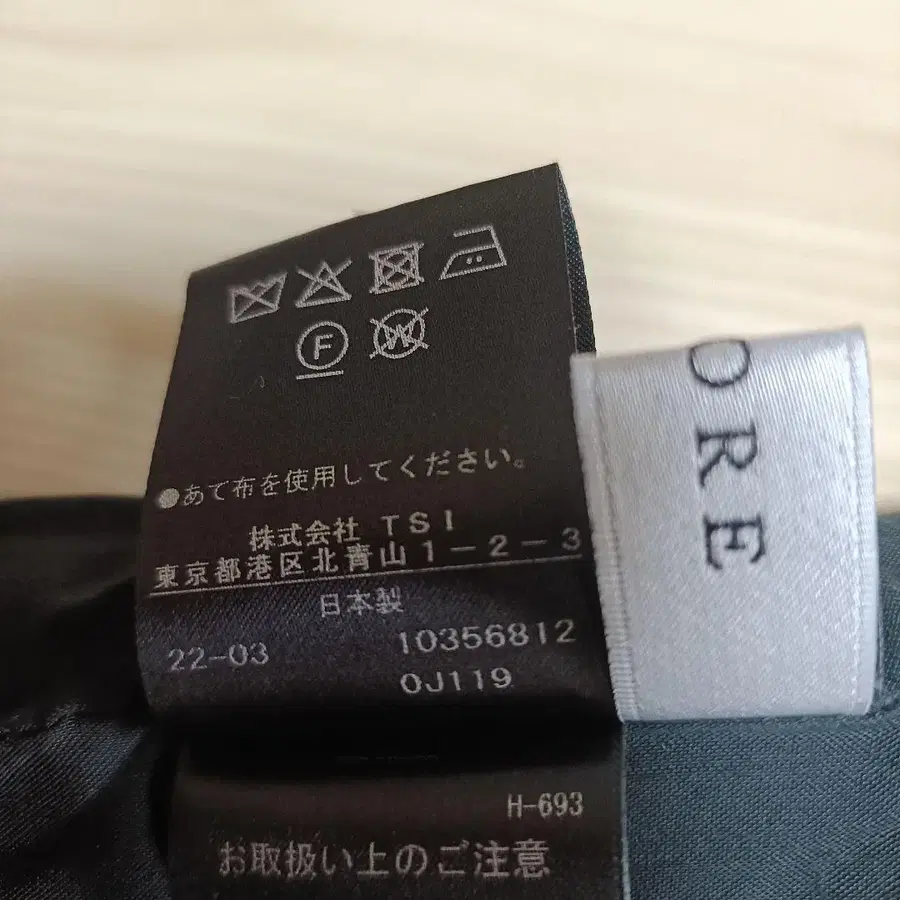 F
W
●あて布を使用してください。
株式会社 TSI
東京都港区北青山1-2-3
日本製
22-03 10356812
0J119
H-693
お取扱い上のご注意
ORE